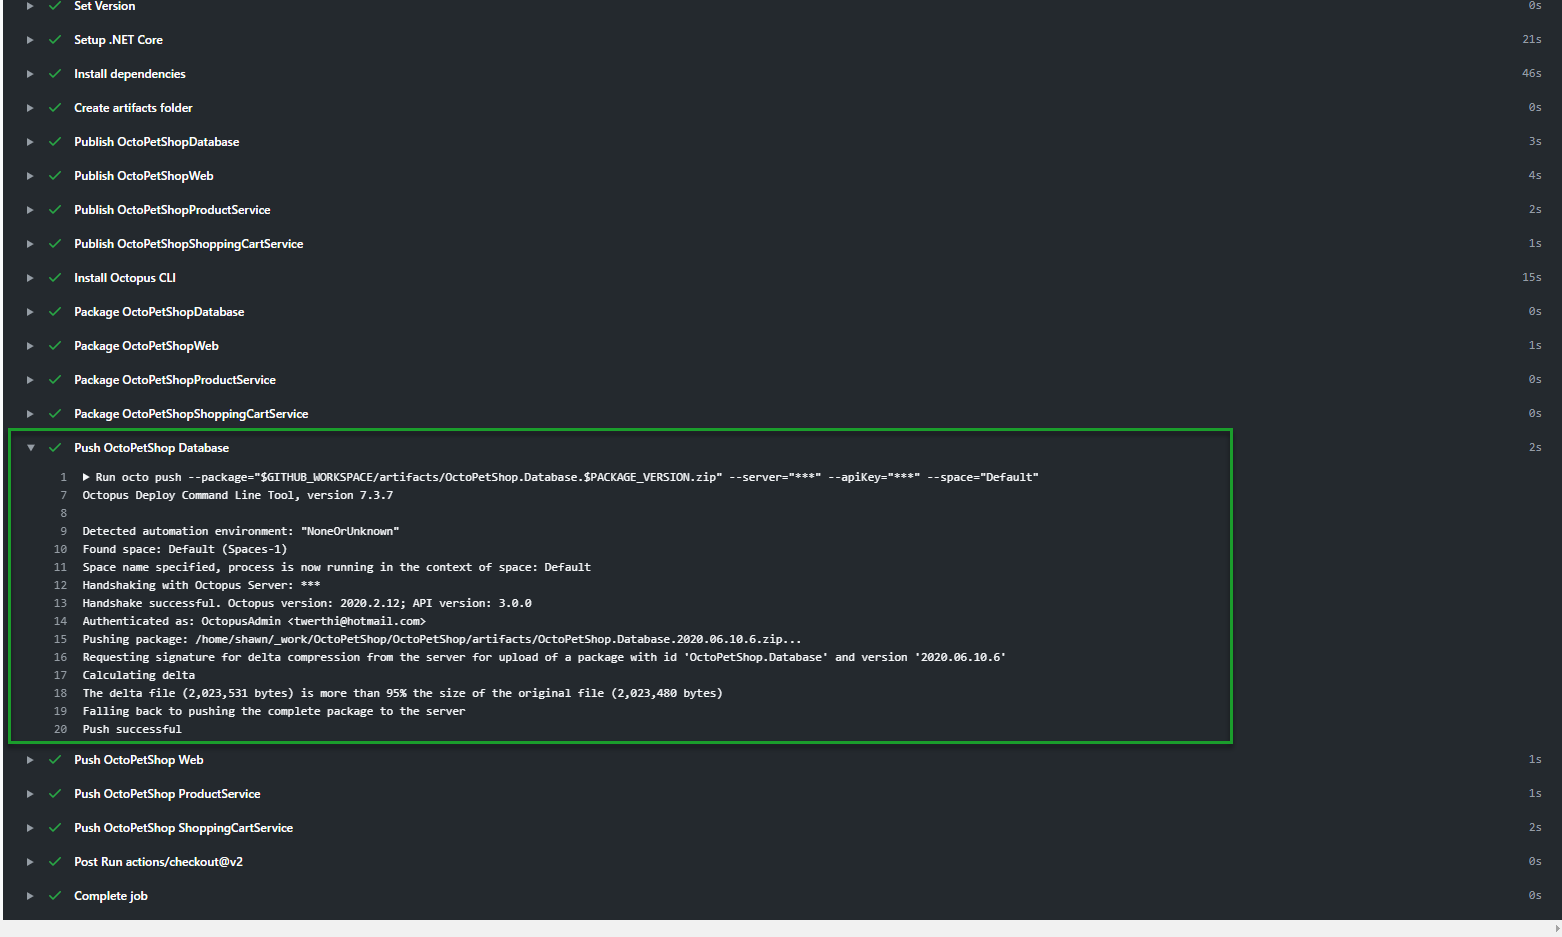 Set Version 0s
Setup .NET Core 21s
Install dependencies 46s
Create artifacts folder 0s
Publish OctoPetShopDatabase 3s
Publish OctoPetShopWeb 4s
Publish OctoPetShopProductService 2s
Publish OctoPetShopShoppingCartService 1s
Install Octopus CLI 15s
Package OctoPetShopDatabase 0s
Package OctoPetShopWeb 1s
Package OctoPetShopProductService 0s
Package OctoPetShopShoppingCartService 0s
Push OctoPetShop Database 2s
1 Run octo push --package="$GITHUB_WORKSPACE/artifacts/OctoPetShop.Database.$PACKAGE_VERSION.zip" --server="***" --apiKey="***" --space="Default"
7 Octopus Deploy Command Line Tool, version 7.3.7
8
9 Detected automation environment: "NoneOrUnknown"
10 Found space: Default (Spaces-1)
11 Space name specified, process is now running in the context of space: Default
12 Handshaking with Octopus Server: ***
13 Handshake successful. Octopus version: 2020.2.12; API version: 3.0.0
14 Authenticated as: OctopusAdmin <twerthi@hotmail.com>
15 Pushing package: /home/shawn/_work/OctoPetShop/OctoPetShop/artifacts/OctoPetShop.Database.2020.06.10.6.zip...
16 Requesting signature for delta compression from the server for upload of a package with id 'OctoPetShop.Database' and version '2020.06.10.6'
17 Calculating delta
18 The delta file (2,023,531 bytes) is more than 95% the size of the original file (2,023,480 bytes)
19 Falling back to pushing the complete package to the server
20 Push successful
Push OctoPetShop Web 1s
Push OctoPetShop ProductService 1s
Push OctoPetShop ShoppingCartService 2s
Post Run actions/checkout@v2 0s
Complete job 0s